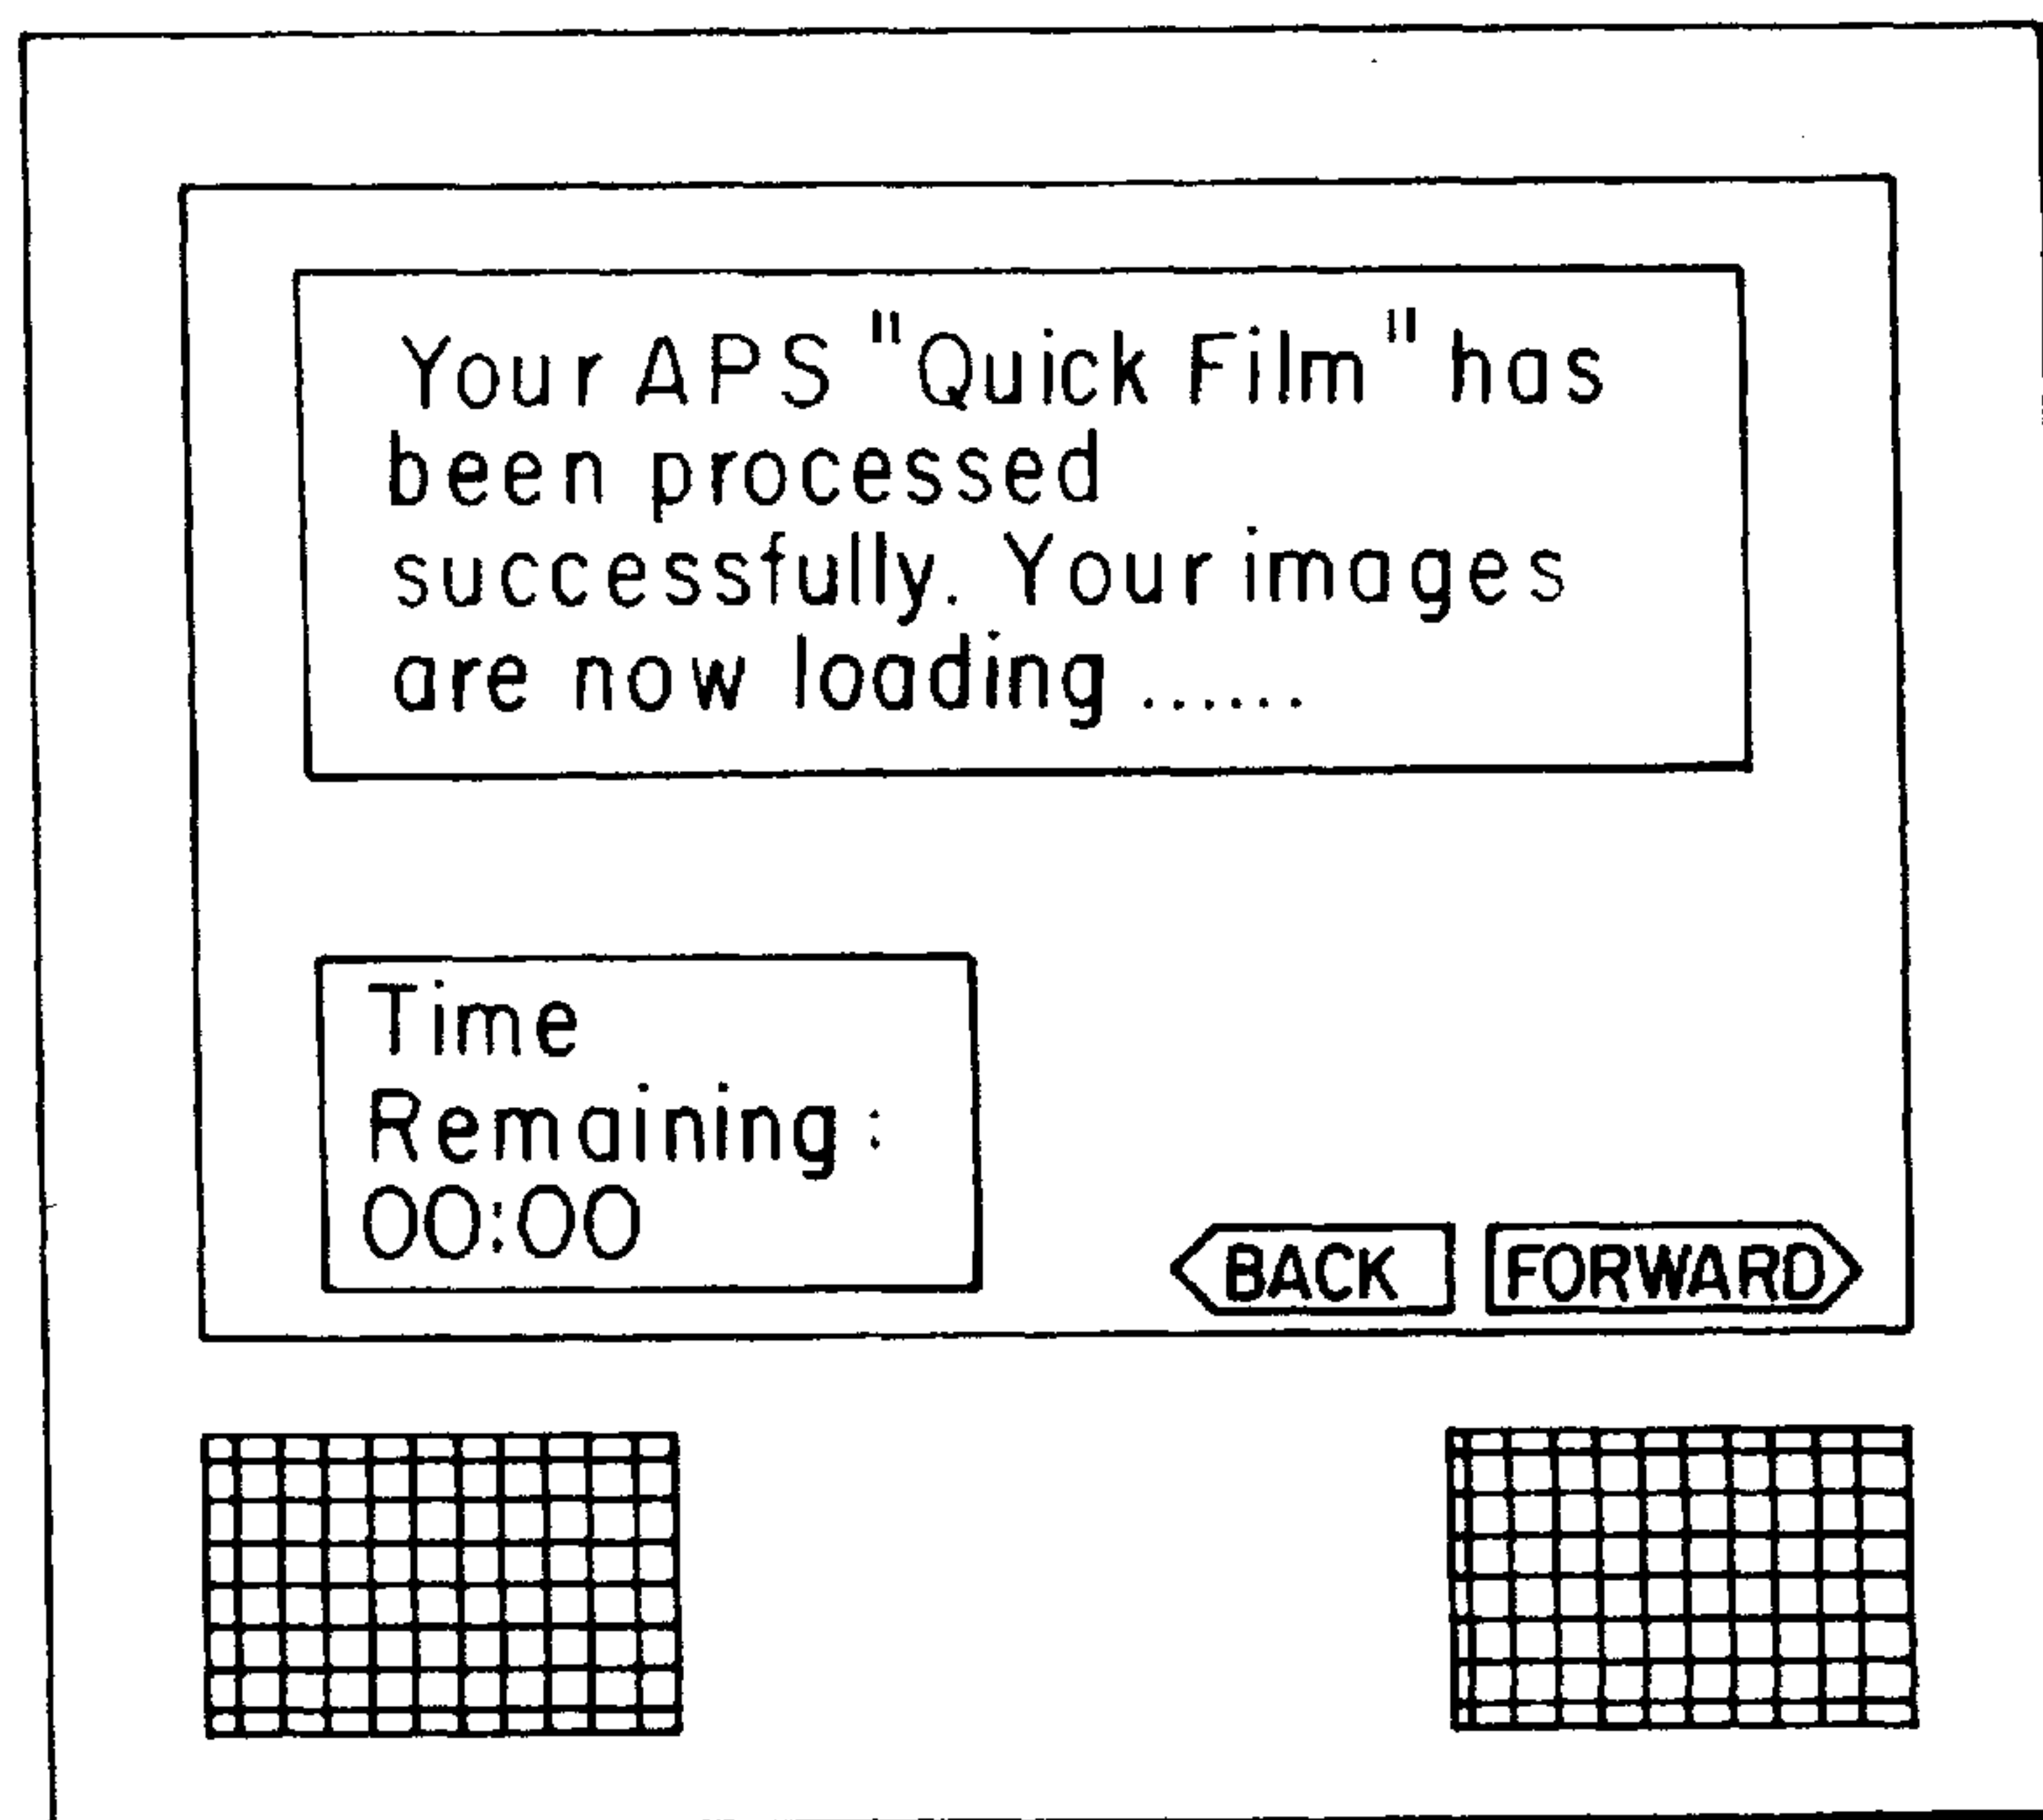 Your APS "Quick Film" has
been processed
successfully. Your images
are now loading ......
Time
Remaining:
00:00
BACK
FORWARD